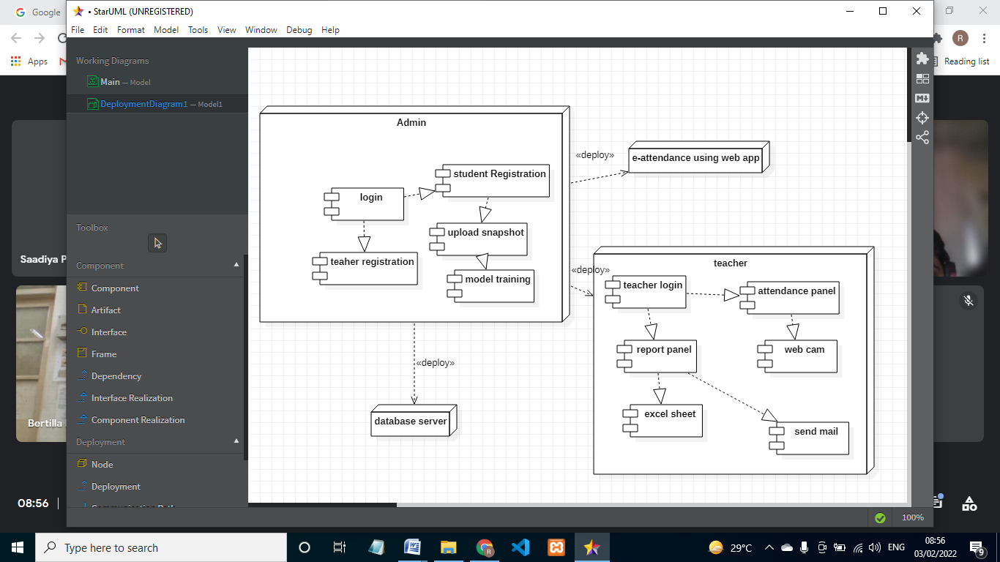 Google
• StarUML (UNREGISTERED)
File Edit Format Model Tools View Window Debug Help
R
Apps
Reading list
Working Diagrams
Main — Model
DeploymentDiagram1 — Model1
Toolbox
Component
Component
Artifact
Interface
Frame
Dependency
Interface Realization
Component Realization
Deployment
Node
Deployment
Admin
login
student Registration
teaher registration
upload snapshot
model training
«deploy»
e-attendance using web app
«deploy»
teacher
teacher login
attendance panel
report panel
web cam
excel sheet
send mail
«deploy»
database server
M
Saadiya P
Bertilla
08:56
100%
Type here to search
R
29°C
ENG
08:56
03/02/2022
9